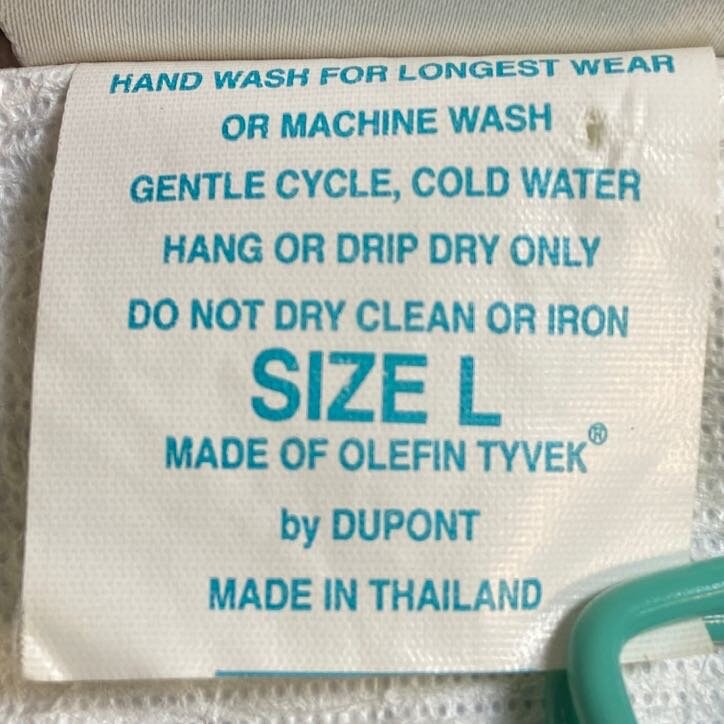 HAND WASH FOR LONGEST WEAR
OR MACHINE WASH
GENTLE CYCLE, COLD WATER
HANG OR DRIP DRY ONLY
DO NOT DRY CLEAN OR IRON
SIZE L
MADE OF OLEFIN TYVEK®
by DUPONT
MADE IN THAILAND